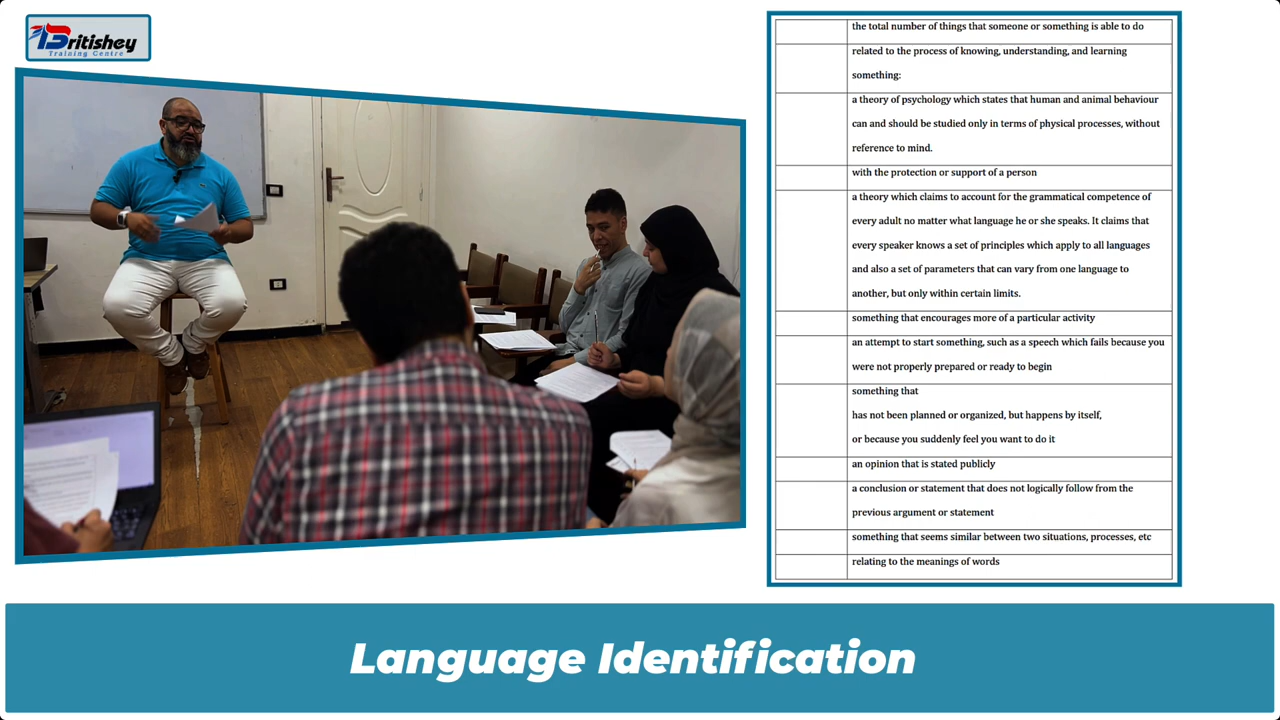 Britishey
Training Centre
the total number of things that someone or something is able to do
related to the process of knowing, understanding, and learning
something:
a theory of psychology which states that human and animal behaviour
can and should be studied only in terms of physical processes, without
reference to mind.
with the protection or support of a person
a theory which claims to account for the grammatical competence of
every adult no matter what language he or she speaks. It claims that
every speaker knows a set of principles which apply to all languages
and also a set of parameters that can vary from one language to
another, but only within certain limits.
something that encourages more of a particular activity
an attempt to start something, such as a speech which fails because you
were not properly prepared or ready to begin
something that
has not been planned or organized, but happens by itself,
or because you suddenly feel you want to do it
an opinion that is stated publicly
a conclusion or statement that does not logically follow from the
previous argument or statement
something that seems similar between two situations, processes, etc
relating to the meanings of words
Language Identification